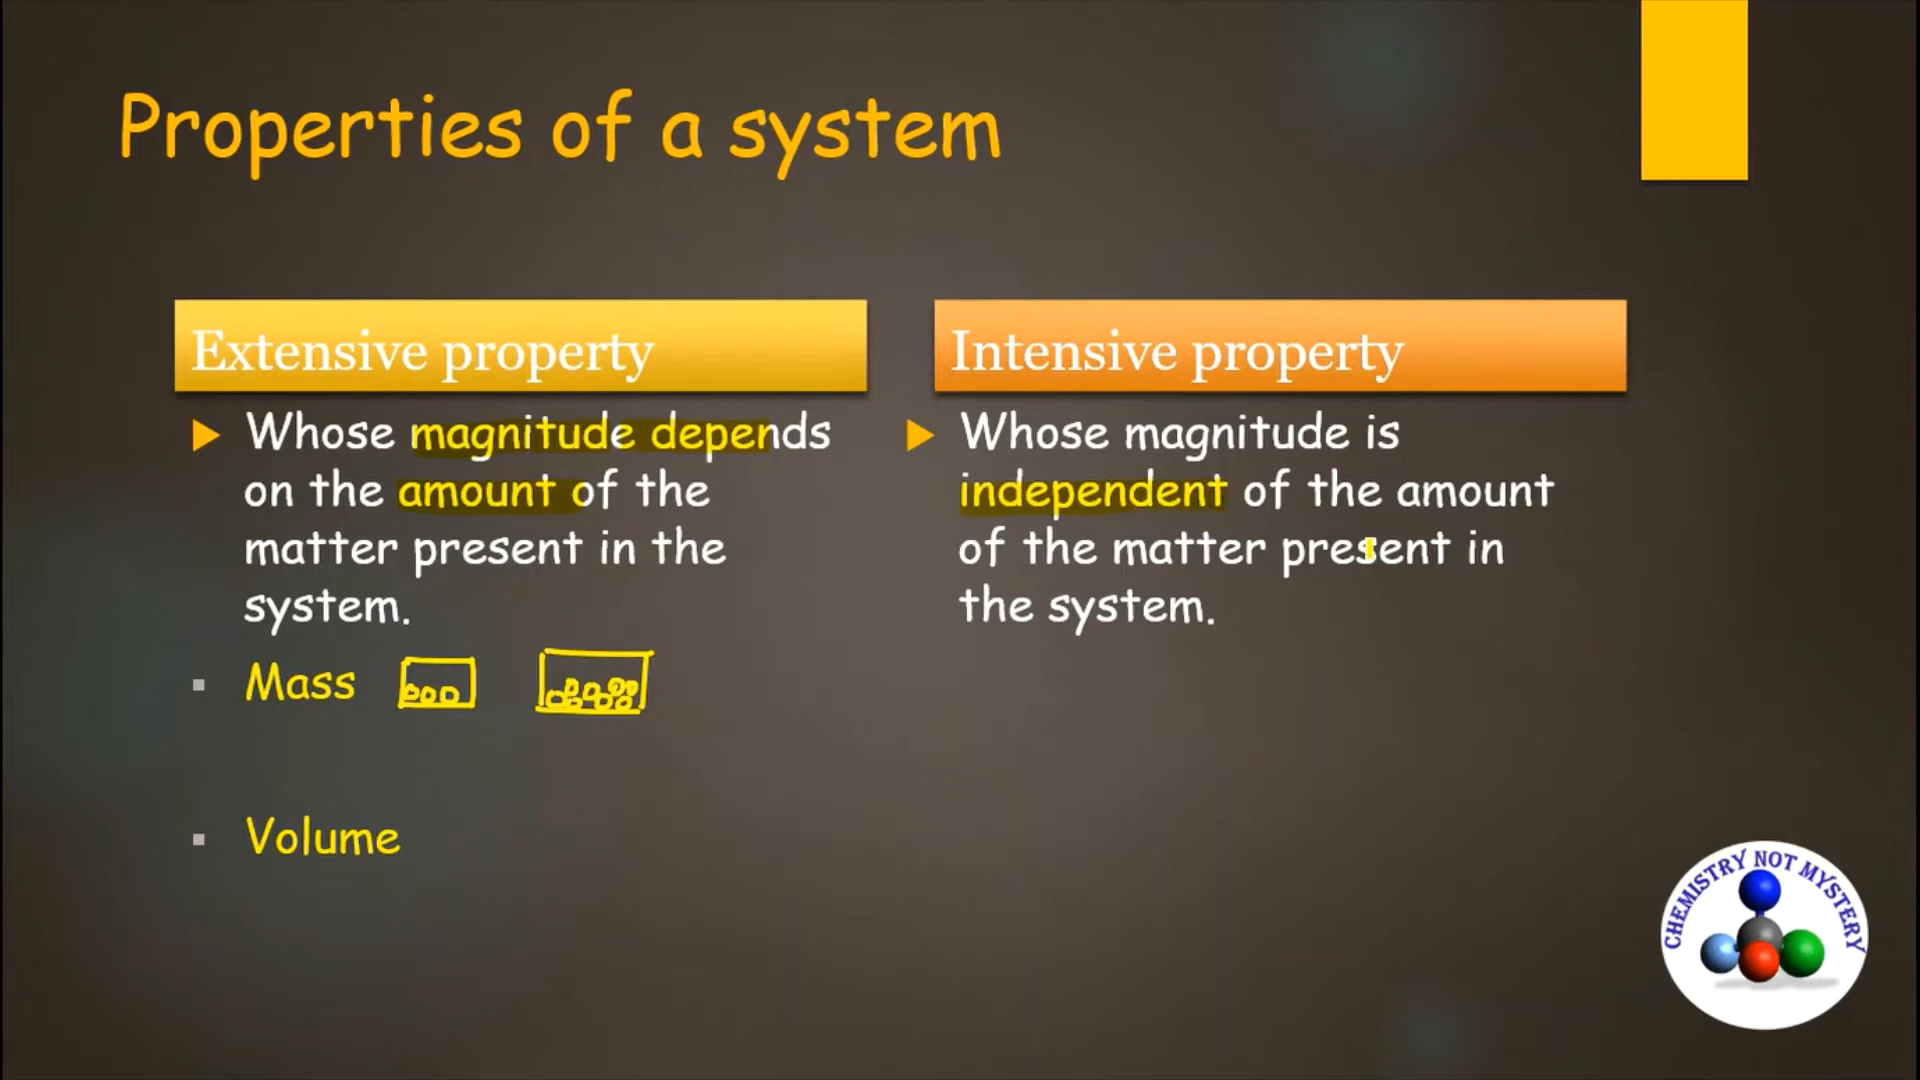 Properties of a system
Extensive property
Whose magnitude depends
on the amount of the
matter present in the
system.
Mass
Volume
Intensive property
Whose magnitude is
independent of the amount
of the matter present in
the system.
CHEMISTRY NOT MYSTERY